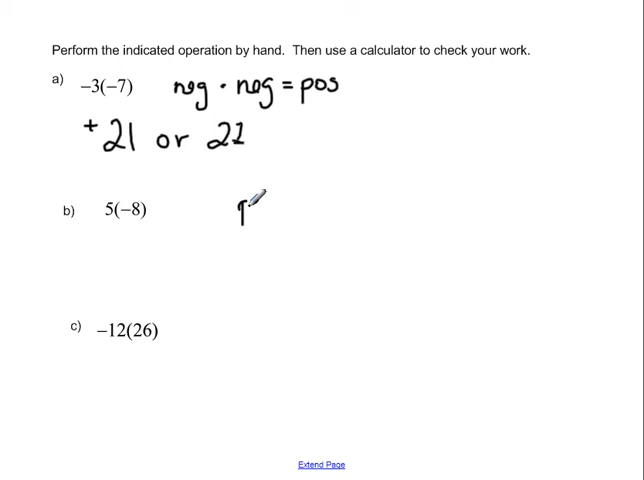 Perform the indicated operation by hand. Then use a calculator to check your work.
a) −3(−7) neg · neg = pos
+21 or 21
b) 5(−8)
c) −12(26)
Extend Page